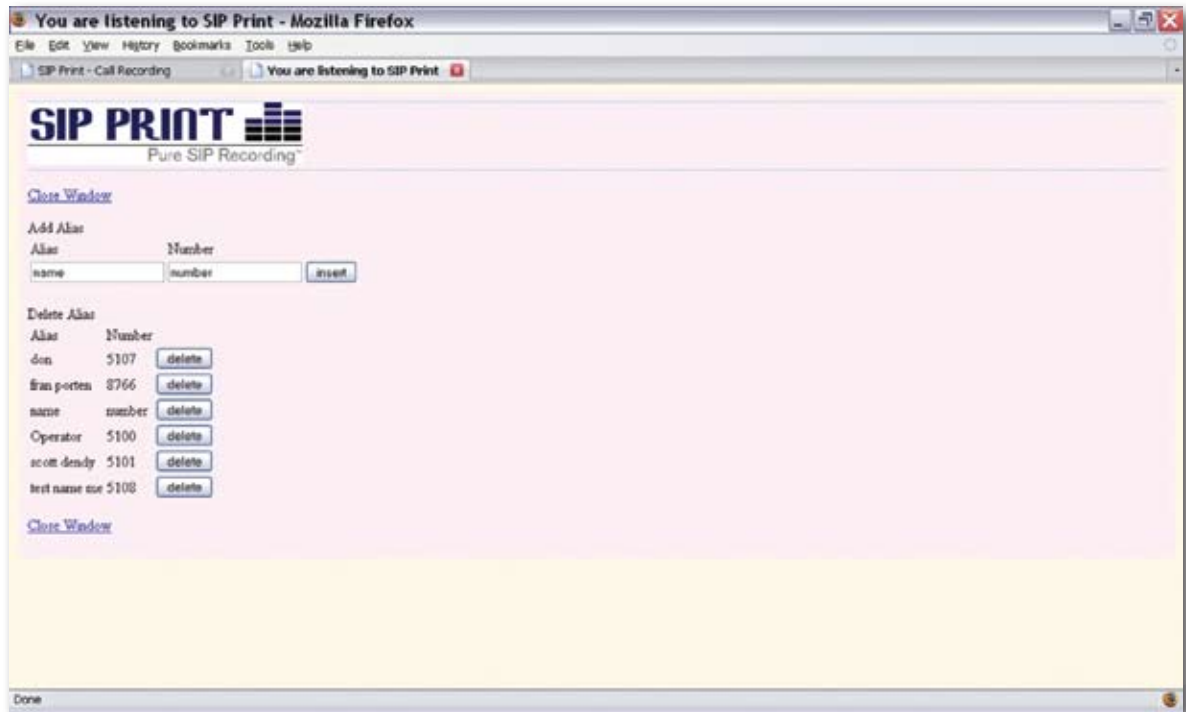 You are listening to SIP Print - Mozilla Firefox
File Edit View History Bookmarks Tools Help
SIP Print - Call Recording You are listening to SIP Print
SIP PRINT
Pure SIP Recording™
Close Window
Add Alias
Alias Number
name number insert
Delete Alias
Alias Number
don 5107 delete
fran porten 8766 delete
name number delete
Operator 5100 delete
scott dendy 5101 delete
test name me 5108 delete
Close Window
Done